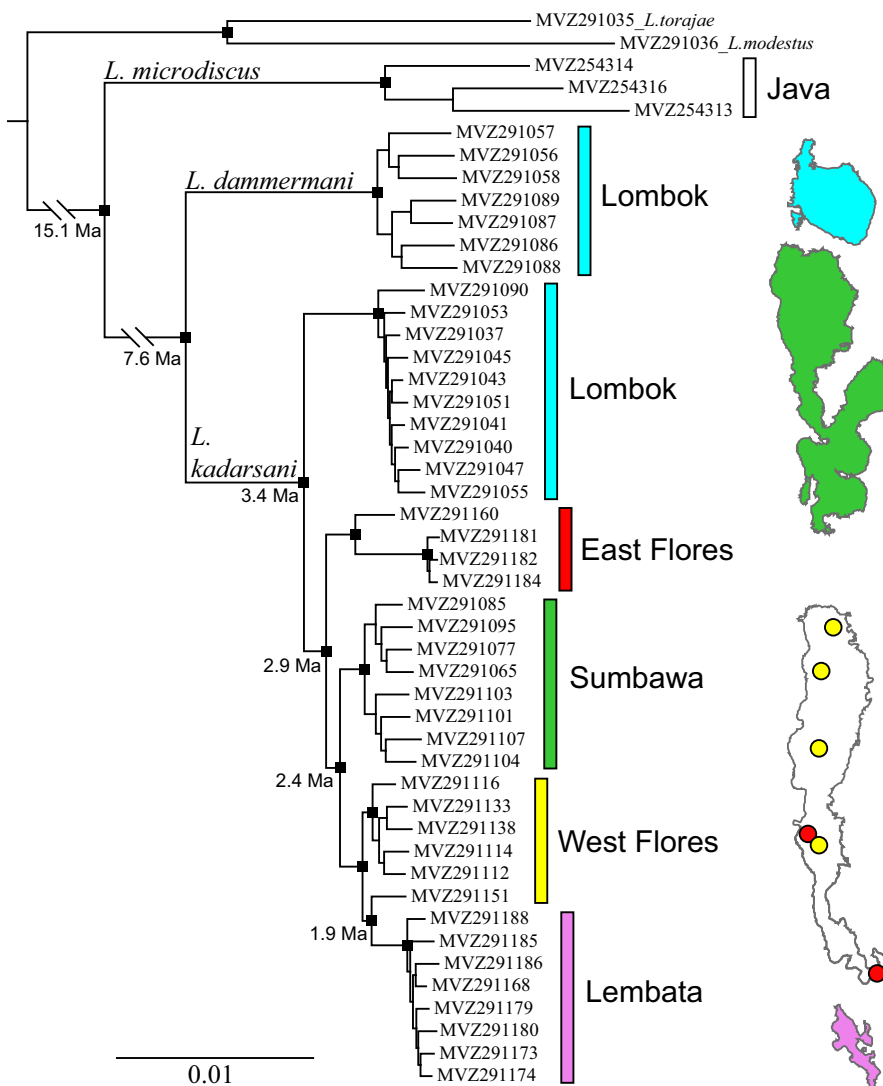 MVZ291035_L.torajae
MVZ291036_L.modestus
L. microdiscus
MVZ254314
MVZ254316
MVZ254313
Java
15.1 Ma
L. dammermani
MVZ291057
MVZ291056
MVZ291058
MVZ291089
MVZ291087
MVZ291086
MVZ291088
Lombok
7.6 Ma
L.
kadarsani
3.4 Ma
MVZ291090
MVZ291053
MVZ291037
MVZ291045
MVZ291043
MVZ291051
MVZ291041
MVZ291040
MVZ291047
MVZ291055
Lombok
2.9 Ma
MVZ291160
MVZ291181
MVZ291182
MVZ291184
East Flores
2.4 Ma
MVZ291085
MVZ291095
MVZ291077
MVZ291065
MVZ291103
MVZ291101
MVZ291107
MVZ291104
Sumbawa
MVZ291116
MVZ291133
MVZ291138
MVZ291114
MVZ291112
MVZ291151
West Flores
1.9 Ma
MVZ291188
MVZ291185
MVZ291186
MVZ291168
MVZ291179
MVZ291180
MVZ291173
MVZ291174
Lembata
0.01